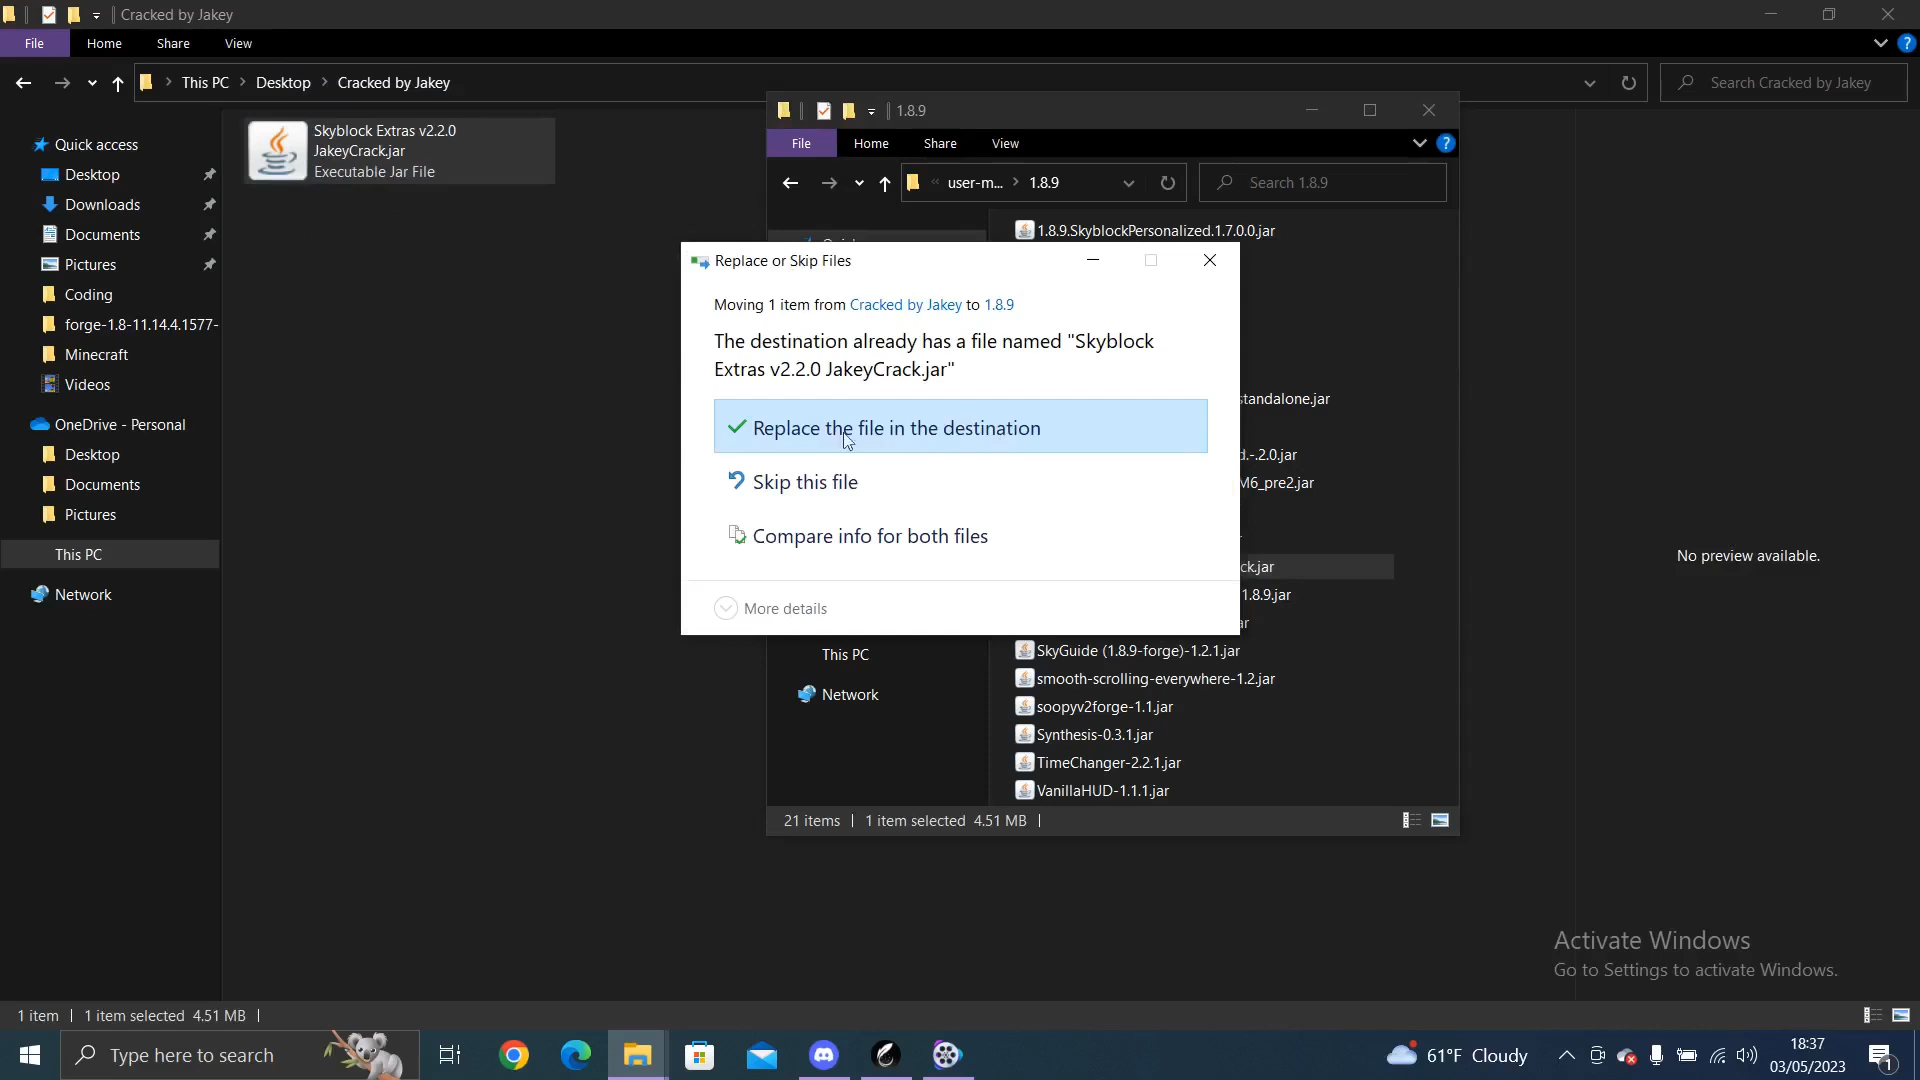 Cracked by Jakey
File
Home
Share
View
This PC
Desktop
Cracked by Jakey
Search Cracked by Jakey
Quick access
Desktop
Downloads
Documents
Pictures
Coding
forge-1.8-11.14.4.1577-
Minecraft
Videos
OneDrive - Personal
Desktop
Documents
Pictures
This PC
Network
Skyblock Extras v2.2.0
JakeyCrack.jar
Executable Jar File
1.8.9
File
Home
Share
View
user-m...
1.8.9
Search 1.8.9
1.8.9.SkyblockPersonalized.1.7.0.0.jar
Replace or Skip Files
Moving 1 item from Cracked by Jakey to 1.8.9
The destination already has a file named "Skyblock
Extras v2.2.0 JakeyCrack.jar"
Replace the file in the destination
Skip this file
Compare info for both files
More details
standalone.jar
d.-.2.0.jar
M6_pre2.jar
ck.jar
1.8.9.jar
ar
This PC
Network
SkyGuide (1.8.9-forge)-1.2.1.jar
smooth-scrolling-everywhere-1.2.jar
soopyv2forge-1.1.jar
Synthesis-0.3.1.jar
TimeChanger-2.2.1.jar
VanillaHUD-1.1.1.jar
21 items
1 item selected 4.51 MB
No preview available.
Activate Windows
Go to Settings to activate Windows.
1 item
1 item selected 4.51 MB
Type here to search
61°F Cloudy
18:37
03/05/2023
1